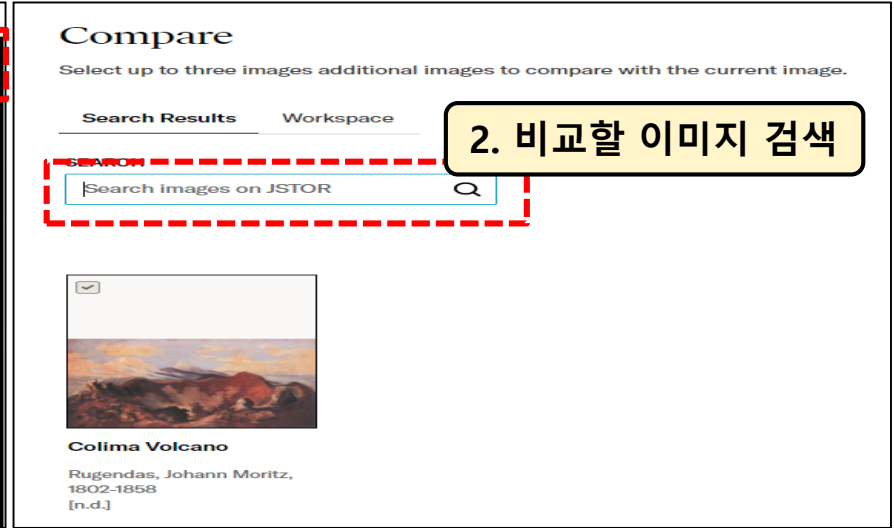 Compare
Select up to three images additional images to compare with the current image.
Search Results Workspace
2. 비교할 이미지 검색
SEARCH
Search images on JSTOR
Colima Volcano
Rugendas, Johann Moritz,
1802-1858
[n.d.]